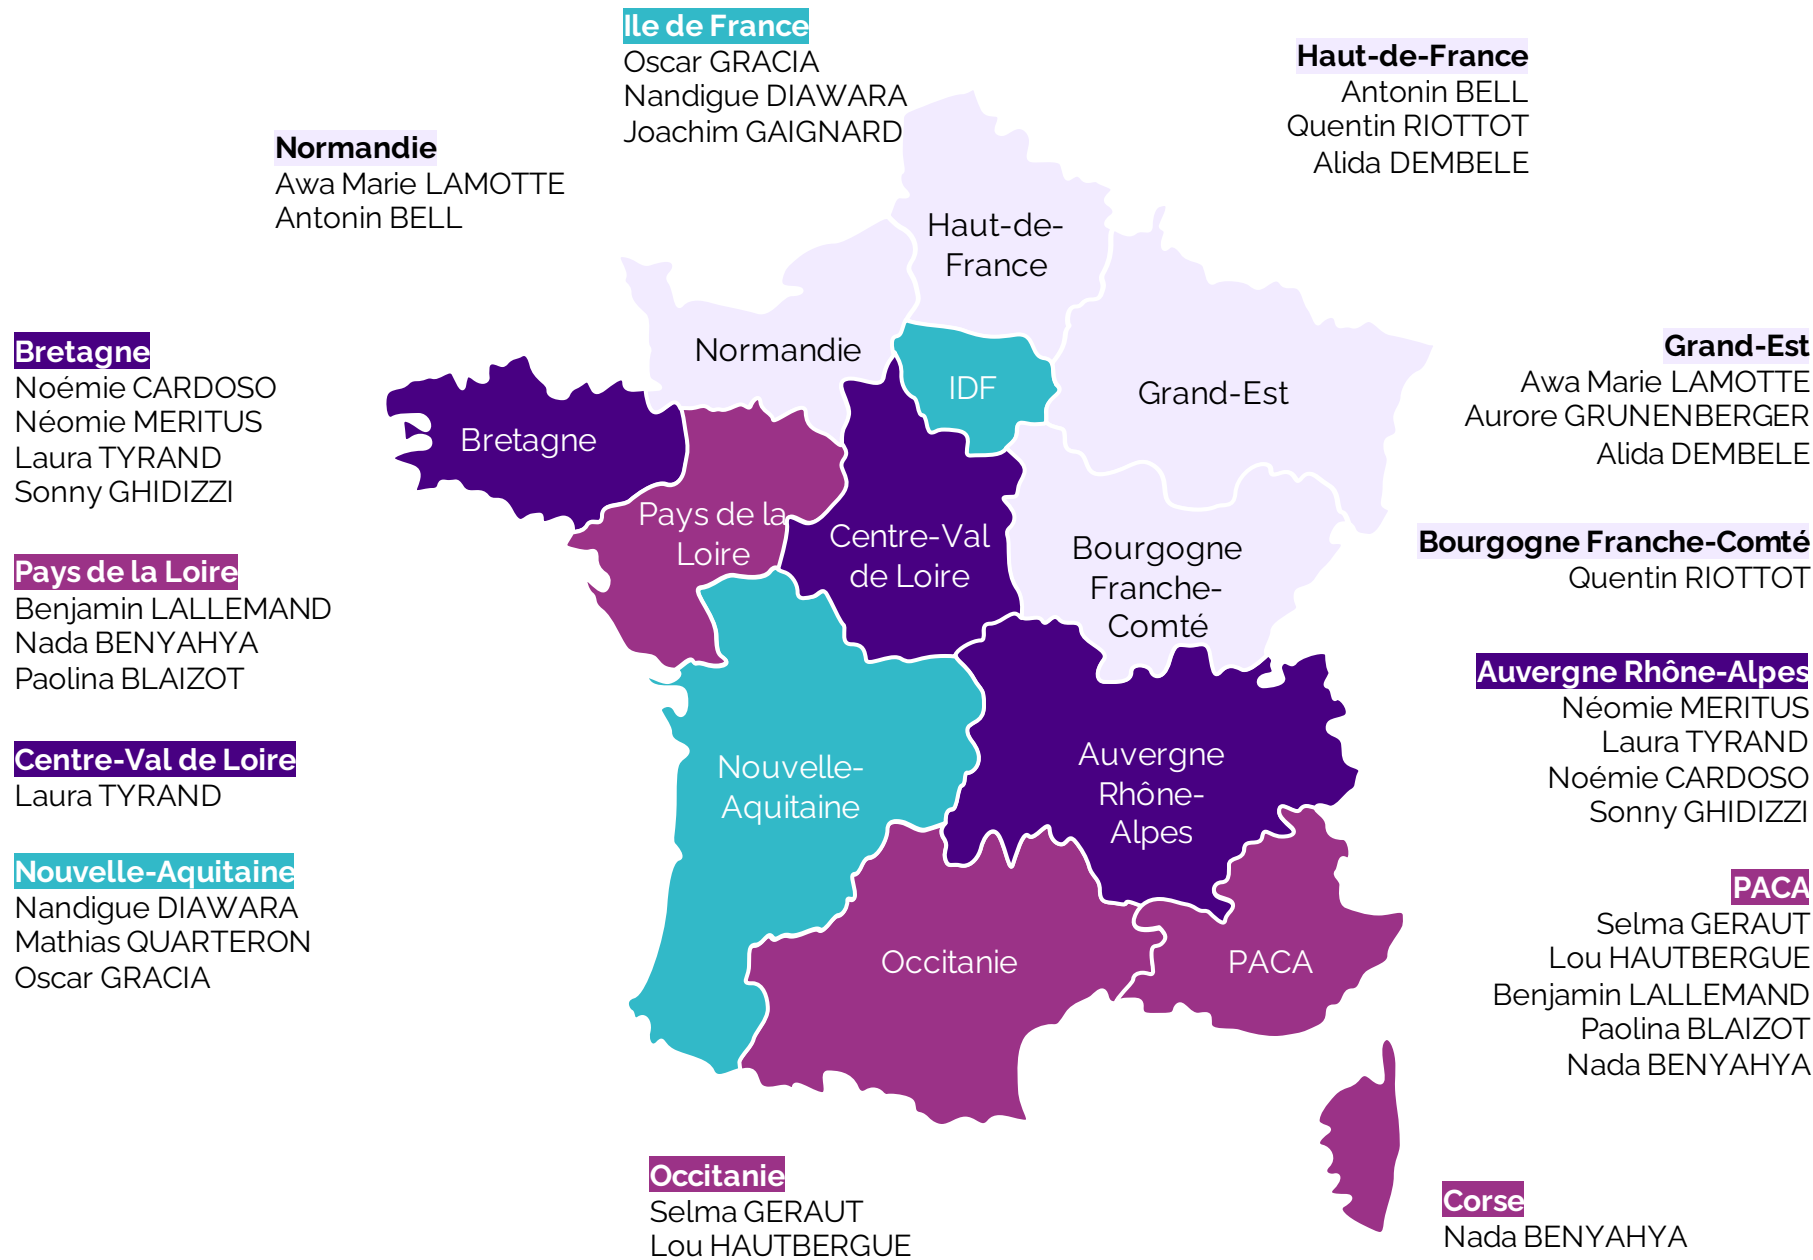 Ile de France
Oscar GRACIA
Nandigue DIAWARA
Joachim GAIGNARD
Haut-de-France
Antonin BELL
Quentin RIOTTOT
Alida DEMBELE
Normandie
Awa Marie LAMOTTE
Antonin BELL
Haut-de-
France
Normandie
IDF
Grand-Est
Bretagne
Pays de la
Loire
Centre-Val
de Loire
Bourgogne
Franche-
Comté
Nouvelle-
Aquitaine
Auvergne
Rhône-
Alpes
Occitanie
PACA
Bretagne
Noémie CARDOSO
Néomie MERITUS
Laura TYRAND
Sonny GHIDIZZI
Pays de la Loire
Benjamin LALLEMAND
Nada BENYAHYA
Paolina BLAIZOT
Centre-Val de Loire
Laura TYRAND
Nouvelle-Aquitaine
Nandigue DIAWARA
Mathias QUARTERON
Oscar GRACIA
Grand-Est
Awa Marie LAMOTTE
Aurore GRUNENBERGER
Alida DEMBELE
Bourgogne Franche-Comté
Quentin RIOTTOT
Auvergne Rhône-Alpes
Néomie MERITUS
Laura TYRAND
Noémie CARDOSO
Sonny GHIDIZZI
PACA
Selma GERAUT
Lou HAUTBERGUE
Benjamin LALLEMAND
Paolina BLAIZOT
Nada BENYAHYA
Occitanie
Selma GERAUT
Lou HAUTBERGUE
Corse
Nada BENYAHYA